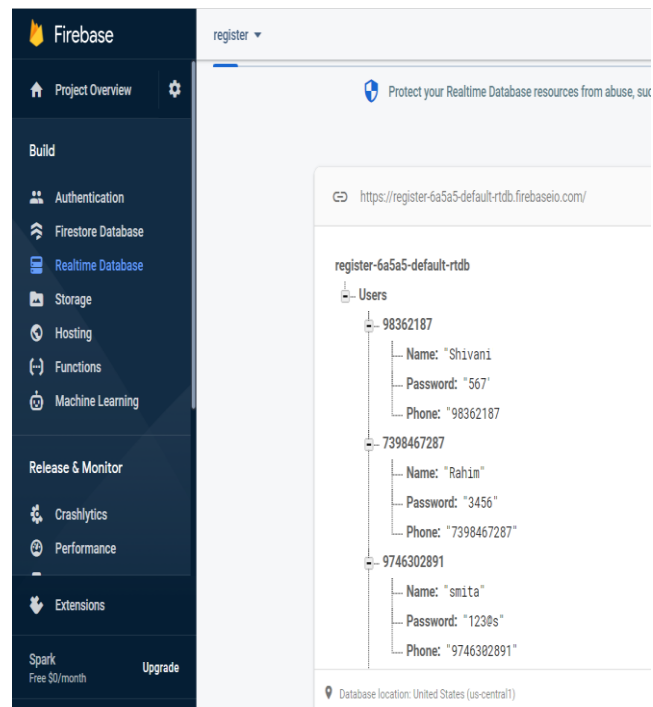 Firebase
register
Project Overview
Protect your Realtime Database resources from abuse, suc
Build
Authentication
Firestore Database
Realtime Database
Storage
Hosting
Functions
Machine Learning
Release & Monitor
Crashlytics
Performance
Extensions
Spark
Free $0/month
Upgrade
https://register-6a5a5-default-rtdb.firebaseio.com/
register-6a5a5-default-rtdb
Users
98362187
Name: "Shivani
Password: "567'
Phone: "98362187
7398467287
Name: "Rahim"
Password: "3456"
Phone: "7398467287"
9746302891
Name: "smita"
Password: "123@s"
Phone: "9746302891"
Database location: United States (us-central1)